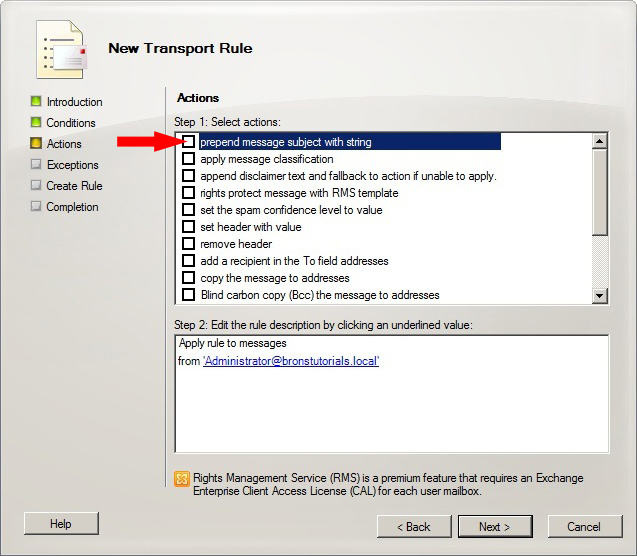 New Transport Rule
Introduction
Conditions
Actions
Exceptions
Create Rule
Completion
Actions
Step 1: Select actions:
prepend message subject with string
apply message classification
append disclaimer text and fallback to action if unable to apply.
rights protect message with RMS template
set the spam confidence level to value
set header with value
remove header
add a recipient in the To field addresses
copy the message to addresses
Blind carbon copy (Bcc) the message to addresses
Step 2: Edit the rule description by clicking an underlined value:
Apply rule to messages
from 'Administrator@bronstutorials.local'
Rights Management Service (RMS) is a premium feature that requires an Exchange
Enterprise Client Access License (CAL) for each user mailbox.
Help
< Back
Next >
Cancel